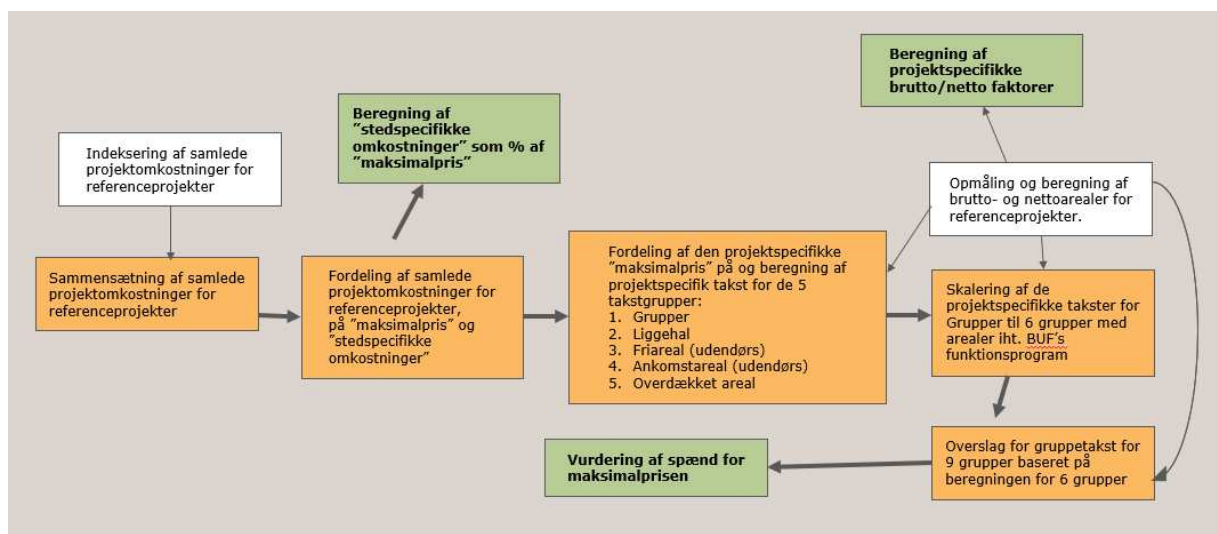 Indeksering af samlede
projektomkostninger for
referenceprojekter
Sammensætning af samlede
projektomkostninger for
referenceprojekter
Beregning af
”stedspecifikke
omkostninger” som % af
”maksimalpris”
Fordeling af samlede
projektomkostninger for
referenceprojekter,
på ”maksimalpris” og
”stedspecifikke
omkostninger”
Fordeling af den projektspecifikke
”maksimalpris” på og beregning af
projektspecifik takst for de 5
takstgrupper:
1. Grupper
2. Liggehal
3. Friareal (udendørs)
4. Ankomstareal (udendørs)
5. Overdækket areal
Beregning af
projektspecifikke
brutto/netto faktorer
Opmåling og beregning af
brutto- og nettoarealer for
referenceprojekter.
Skalering af de
projektspecifikke takster for
Grupper til 6 grupper med
arealer iht. BUF’s
funktionsprogram
Overslag for gruppetakst for
9 grupper baseret på
beregningen for 6 grupper
Vurdering af spænd for
maksimalprisen